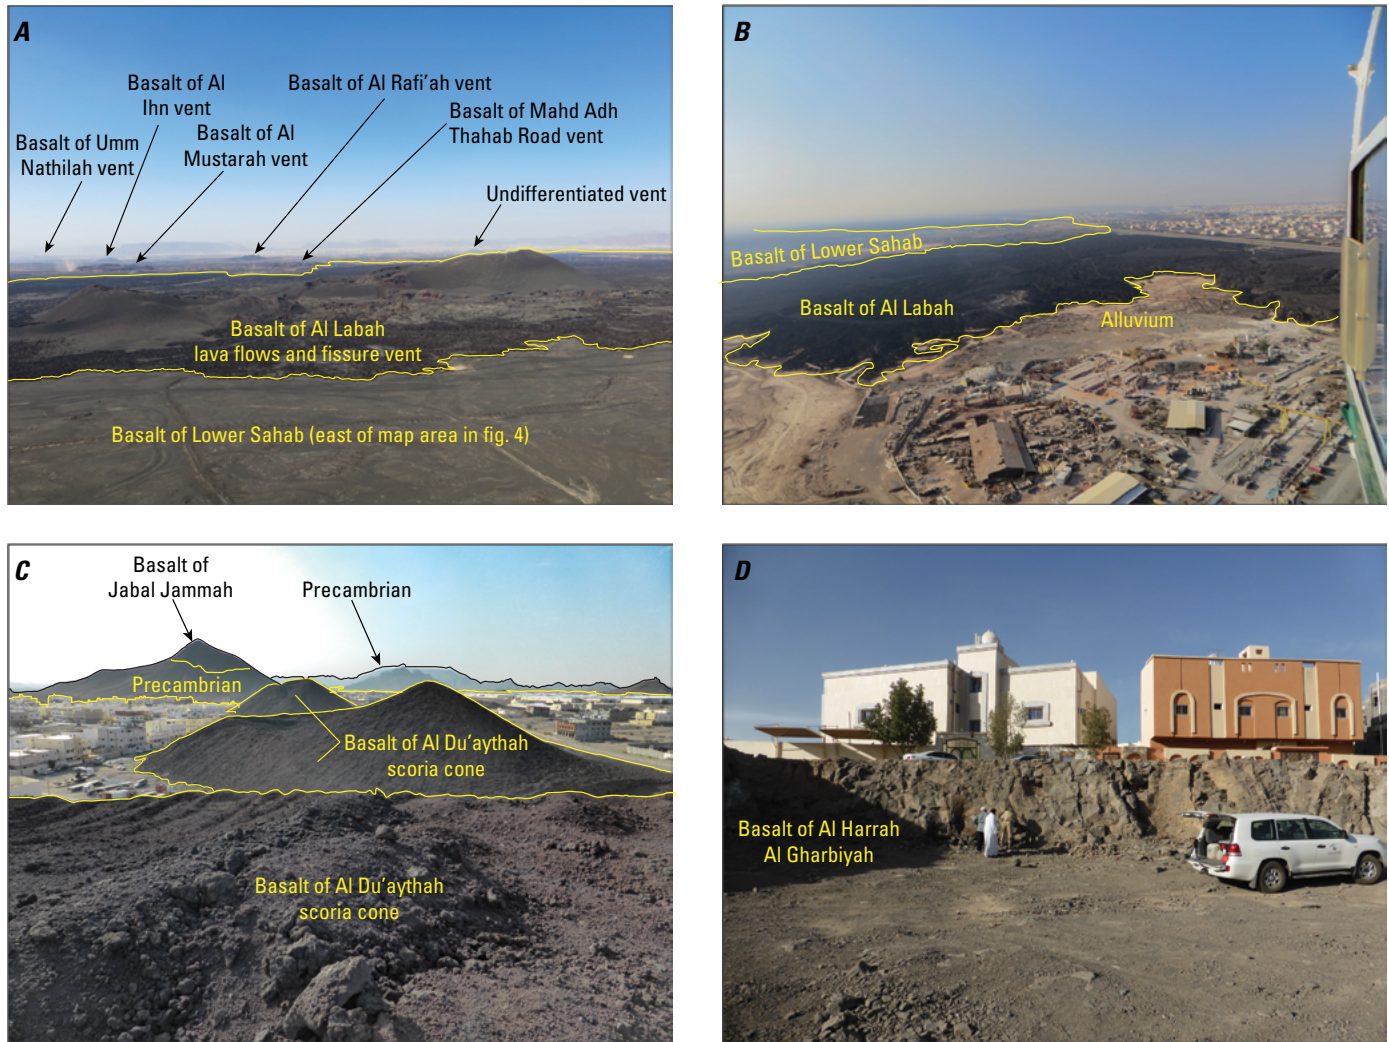 A
Basalt of Al
Ihn vent
Basalt of Al Rafi’ah vent
Basalt of Mahd Adh
Thahab Road vent
Basalt of Umm
Nathilah vent
Basalt of Al
Mustarah vent
Undifferentiated vent
Basalt of Al Labah
lava flows and fissure vent
Basalt of Lower Sahab (east of map area in fig. 4)
B
Basalt of Lower Sahab
Basalt of Al Labah
Alluvium
C
Basalt of
Jabal Jammah
Precambrian
Precambrian
Basalt of Al Du’aythah
scoria cone
Basalt of Al Du’aythah
scoria cone
D
Basalt of Al Harrah
Al Gharbiyah